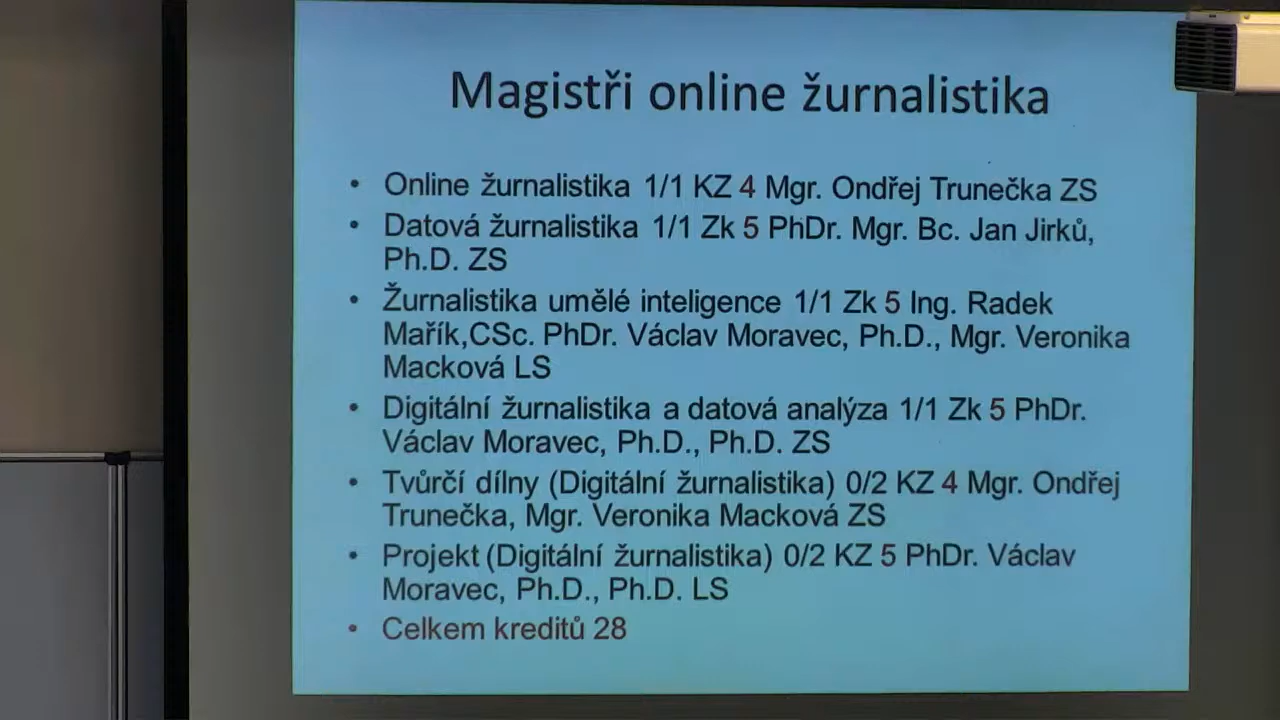 Magistři online žurnalistika
• Online žurnalistika 1/1 KZ 4 Mgr. Ondřej Trunečka ZS
• Datová žurnalistika 1/1 Zk 5 PhDr. Mgr. Bc. Jan Jirků,
Ph.D. ZS
• Žurnalistika umělé inteligence 1/1 Zk 5 Ing. Radek
Mařík,CSc. PhDr. Václav Moravec, Ph.D., Mgr. Veronika
Macková LS
• Digitální žurnalistika a datová analýza 1/1 Zk 5 PhDr.
Václav Moravec, Ph.D., Ph.D. ZS
• Tvůrčí dílny (Digitální žurnalistika) 0/2 KZ 4 Mgr. Ondřej
Trunečka, Mgr. Veronika Macková ZS
• Projekt (Digitální žurnalistika) 0/2 KZ 5 PhDr. Václav
Moravec, Ph.D., Ph.D. LS
• Celkem kreditů 28